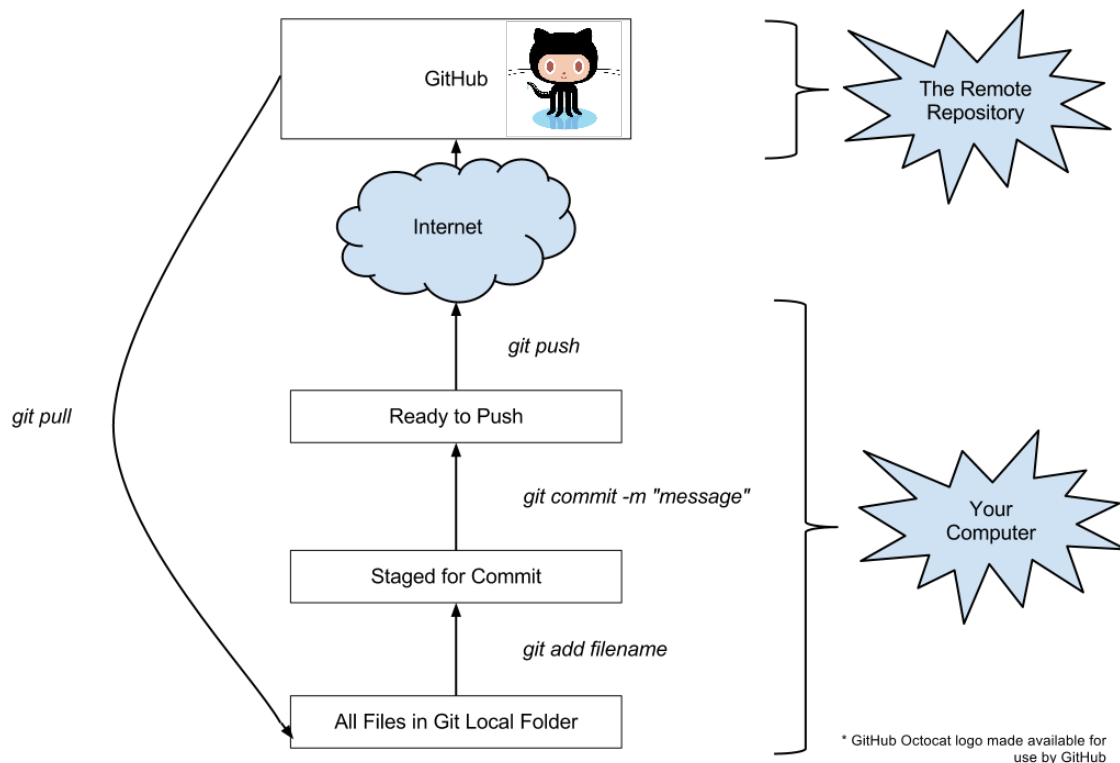 GitHub
The Remote
Repository
Internet
git push
git pull
Ready to Push
git commit -m "message"
Your
Computer
Staged for Commit
git add filename
All Files in Git Local Folder
* GitHub Octocat logo made available for
use by GitHub